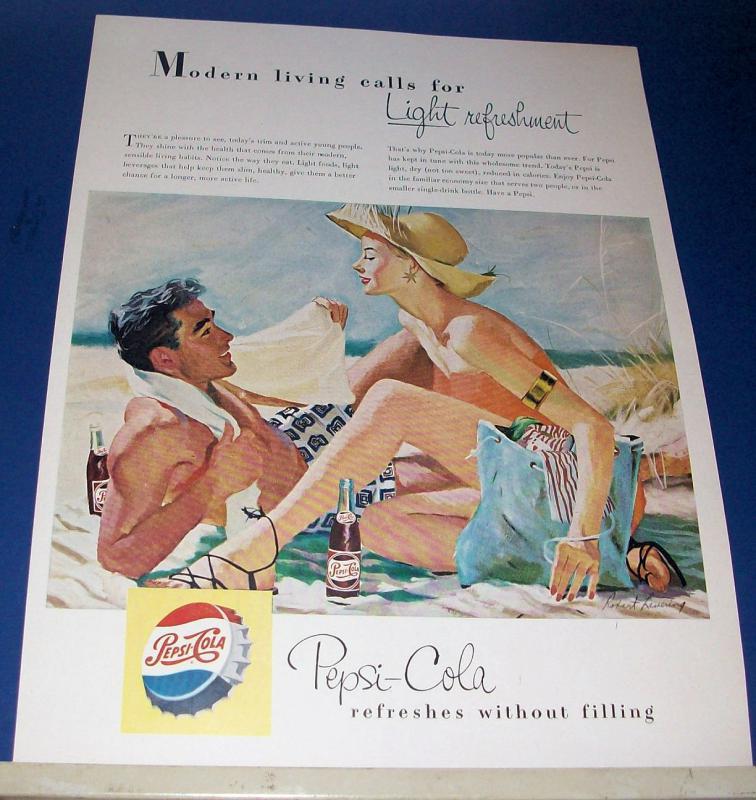 Modern living calls for
Light refreshment
They're a pleasure to see, today's trim and active young people.
They shine with the health that comes from their modern,
sensible living habits. Notice the way they eat. Light foods, light
beverages that help keep them slim, healthy, give them a better
chance for a longer, more active life.
That's why Pepsi-Cola is today more popular than ever. For Pepsi
has kept in tune with this wholesome trend. Today's Pepsi is
light, dry (not too sweet), reduced in calories. Enjoy Pepsi-Cola
in the familiar economy size that serves two people, or in the
smaller single-drink bottle. Have a Pepsi.
Pepsi-Cola
Robert Levering
Pepsi-Cola
Pepsi-Cola
refreshes without filling